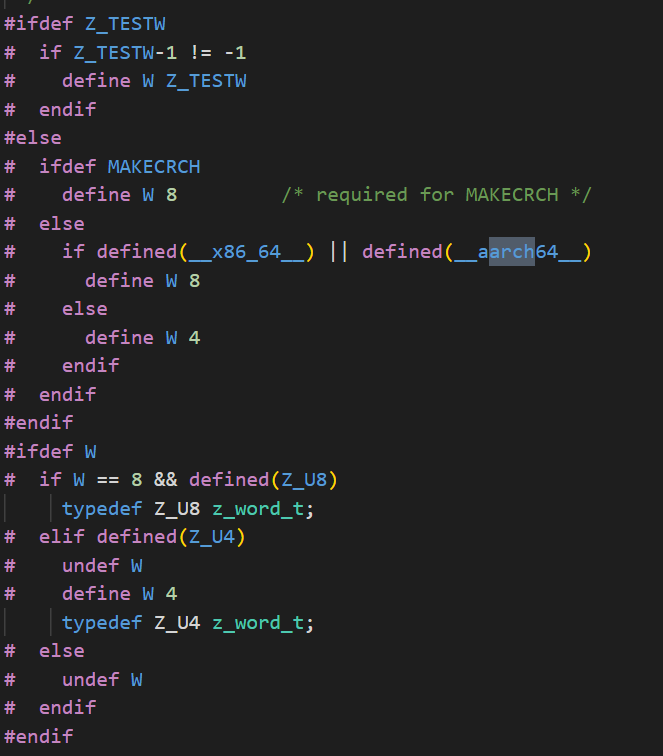 /
#ifdef Z_TESTW
#  if Z_TESTW-1 != -1
#    define W Z_TESTW
#  endif
#else
#  ifdef MAKECRCH
#    define W 8         /* required for MAKECRCH */
#  else
#    if defined(__x86_64__) || defined(__aarch64__)
#      define W 8
#    else
#      define W 4
#    endif
#  endif
#endif
#ifdef W
#  if W == 8 && defined(Z_U8)
     typedef Z_U8 z_word_t;
#  elif defined(Z_U4)
#    undef W
#    define W 4
     typedef Z_U4 z_word_t;
#  else
#    undef W
#  endif
#endif